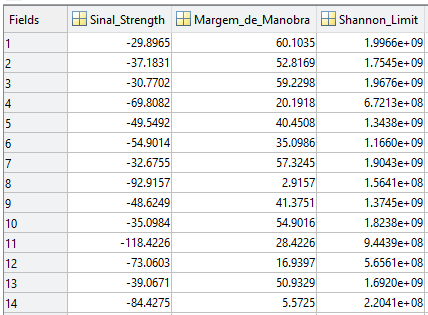 Fields Sinal_Strength Margem_de_Manobra Shannon_Limit
1 -29.8965 60.1035 1.9966e+09
2 -37.1831 52.8169 1.7545e+09
3 -30.7702 59.2298 1.9676e+09
4 -69.8082 20.1918 6.7213e+08
5 -49.5492 40.4508 1.3438e+09
6 -54.9014 35.0986 1.1660e+09
7 -32.6755 57.3245 1.9043e+09
8 -92.9157 2.9157 1.5641e+08
9 -48.6249 41.3751 1.3745e+09
10 -35.0984 54.9016 1.8238e+09
11 -118.4226 28.4226 9.4439e+08
12 -73.0603 16.9397 5.6561e+08
13 -39.0671 50.9329 1.6920e+09
14 -84.4275 5.5725 2.2041e+08